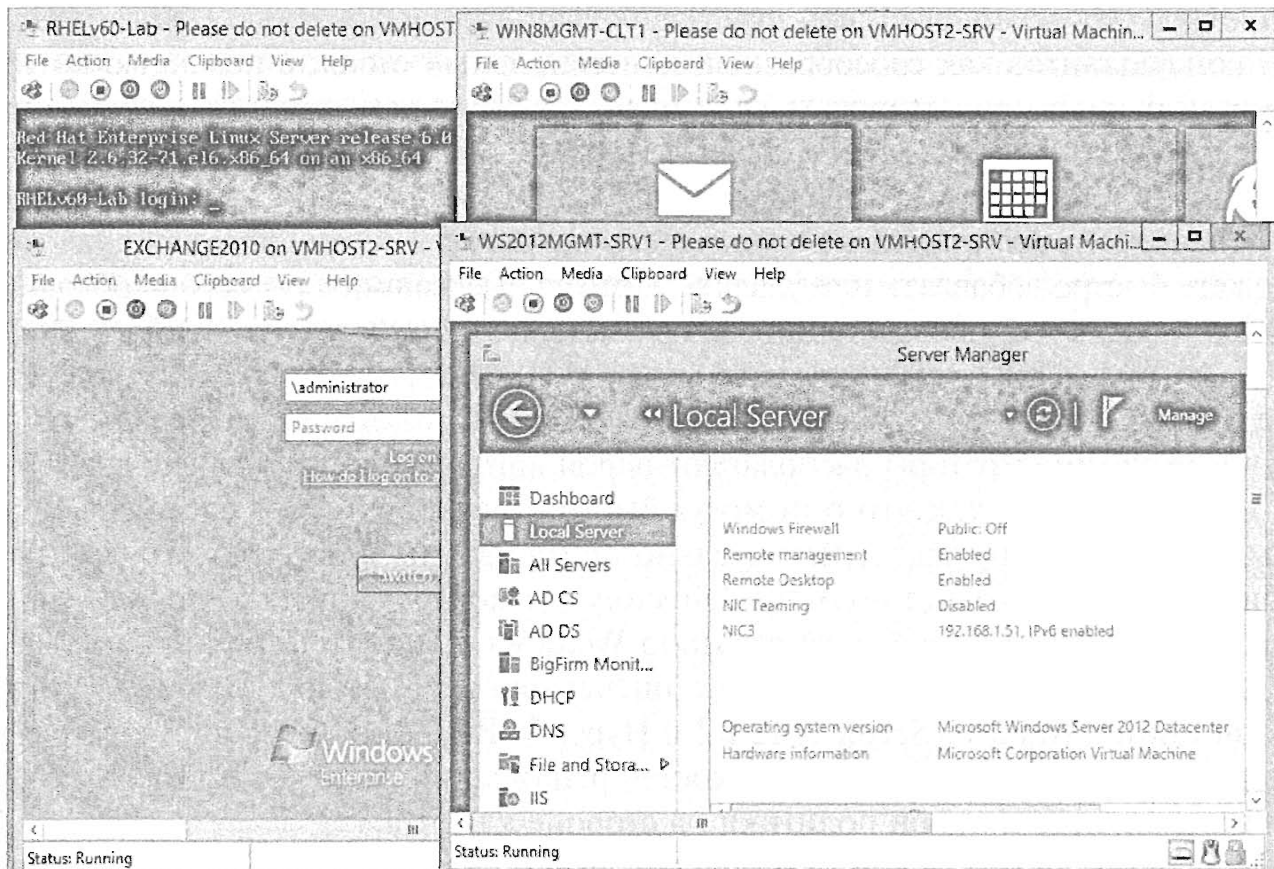 RHELv60-Lab - Please do not delete on VMHOST
File Action Media Clipboard View Help
Red Hat Enterprise Linux Server release 6.0
Kernel 2.6.32-71.el6.x86_64 on an x86_64
RHELv60-Lab login: _
WIN8MGMT-CLT1 - Please do not delete on VMHOST2-SRV - Virtual Machin...
File Action Media Clipboard View Help
EXCHANGE2010 on VMHOST2-SRV - V
File Action Media Clipboard View Help
\administrator
Password
Log on
How do I log on to a
Windows
Enterprise
Status: Running
WS2012MGMT-SRV1 - Please do not delete on VMHOST2-SRV - Virtual Machi...
File Action Media Clipboard View Help
Server Manager
Local Server
Manage
Dashboard
Local Server
All Servers
AD CS
AD DS
BigFirm Monit...
DHCP
DNS
File and Stora...
IIS
Windows Firewall Public: Off
Remote management Enabled
Remote Desktop Enabled
NIC Teaming Disabled
NIC3 192.168.1.51, IPv6 enabled
Operating system version Microsoft Windows Server 2012 Datacenter
Hardware information Microsoft Corporation Virtual Machine
Status: Running